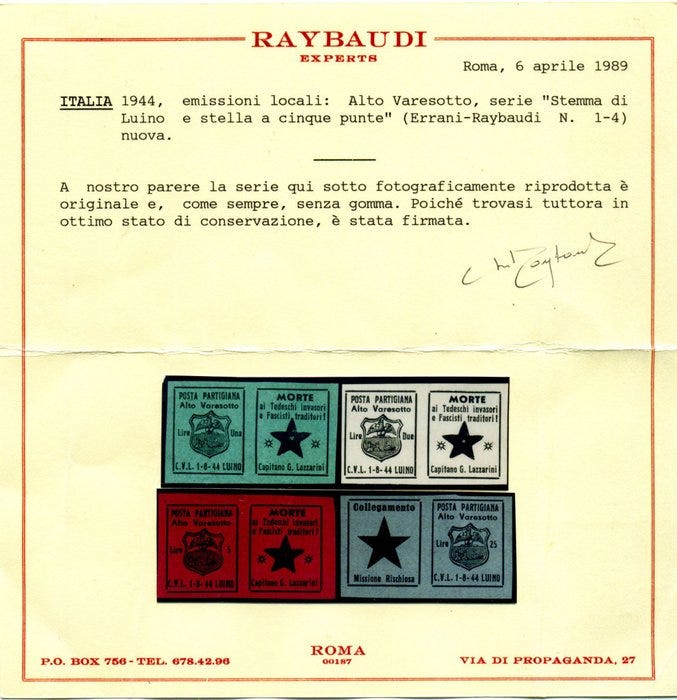 RAYBAUDI
EXPERTS
Roma, 6 aprile 1989
ITALIA 1944, emissioni locali: Alto Varesotto, serie "Stemma di
Luino e stella a cinque punte" (Errani-Raybaudi N. 1-4)
nuova.
A nostro parere la serie qui sotto fotograficamente riprodotta è
originale e, come sempre, senza gomma. Poiché trovasi tuttora in
ottimo stato di conservazione, è stata firmata.
POSTA PARTIGIANA
Alto Varesotto
Lire Una
C.V.L. 1-8-44 LUINO
MORTE
ai Tedeschi invasori
e Fascisti traditori!
Capitano G. Lazzarini
POSTA PARTIGIANA
Alto Varesotto
Lire Due
C.V.L. 1-8-44 LUINO
MORTE
ai Tedeschi invasori
e Fascisti traditori!
Capitano G. Lazzarini
POSTA PARTIGIANA
Alto Varesotto
Lire 5
C.V.L. 1-8-44 LUINO
MORTE
ai Tedeschi invasori
e Fascisti traditori!
Capitano G. Lazzarini
Collegamento
Missione Rischiosa
POSTA PARTIGIANA
Alto Varesotto
Lire 25
C.V.L. 1-8-44 LUINO
P.O. BOX 756 - TEL. 678.42.96
ROMA
00187
VIA DI PROPAGANDA, 27